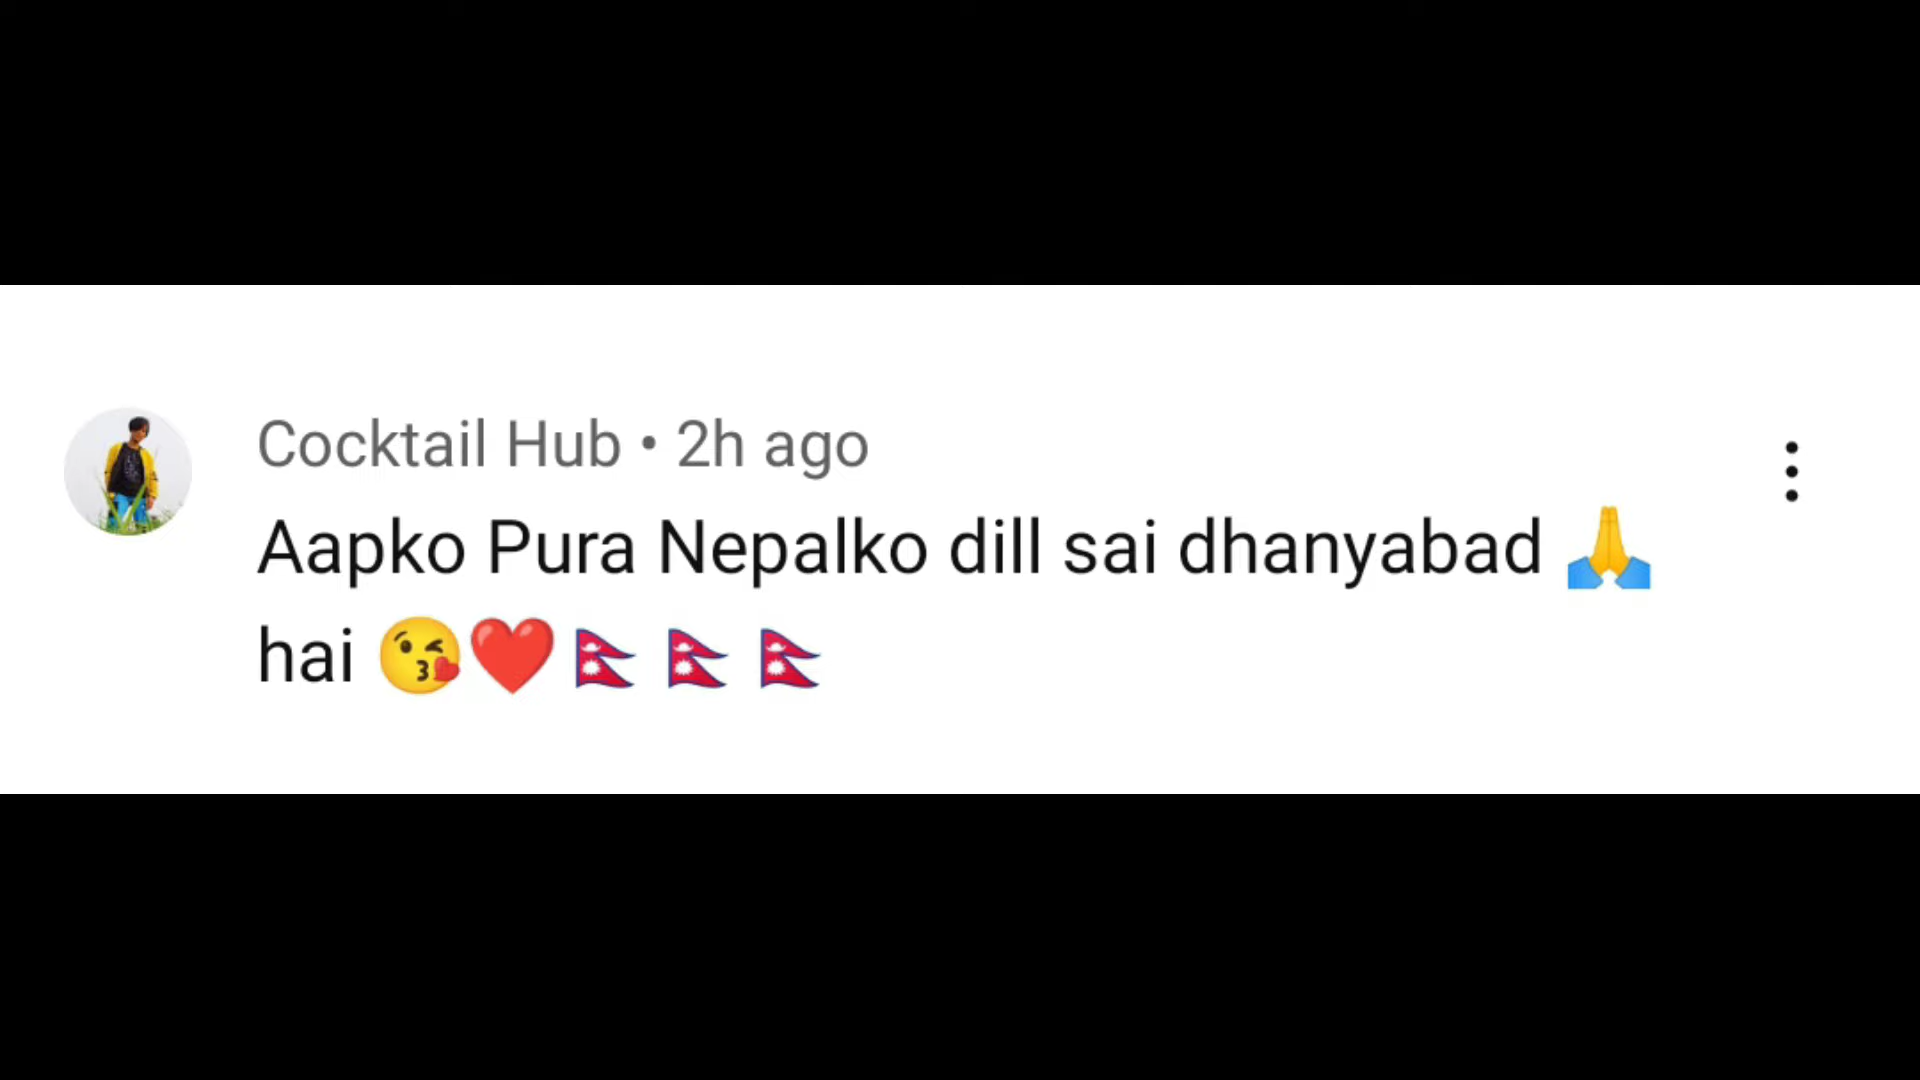 Cocktail Hub • 2h ago
Aapko Pura Nepalko dill sai dhanyabad 🙏
hai 😘❤️🇳🇵🇳🇵🇳🇵